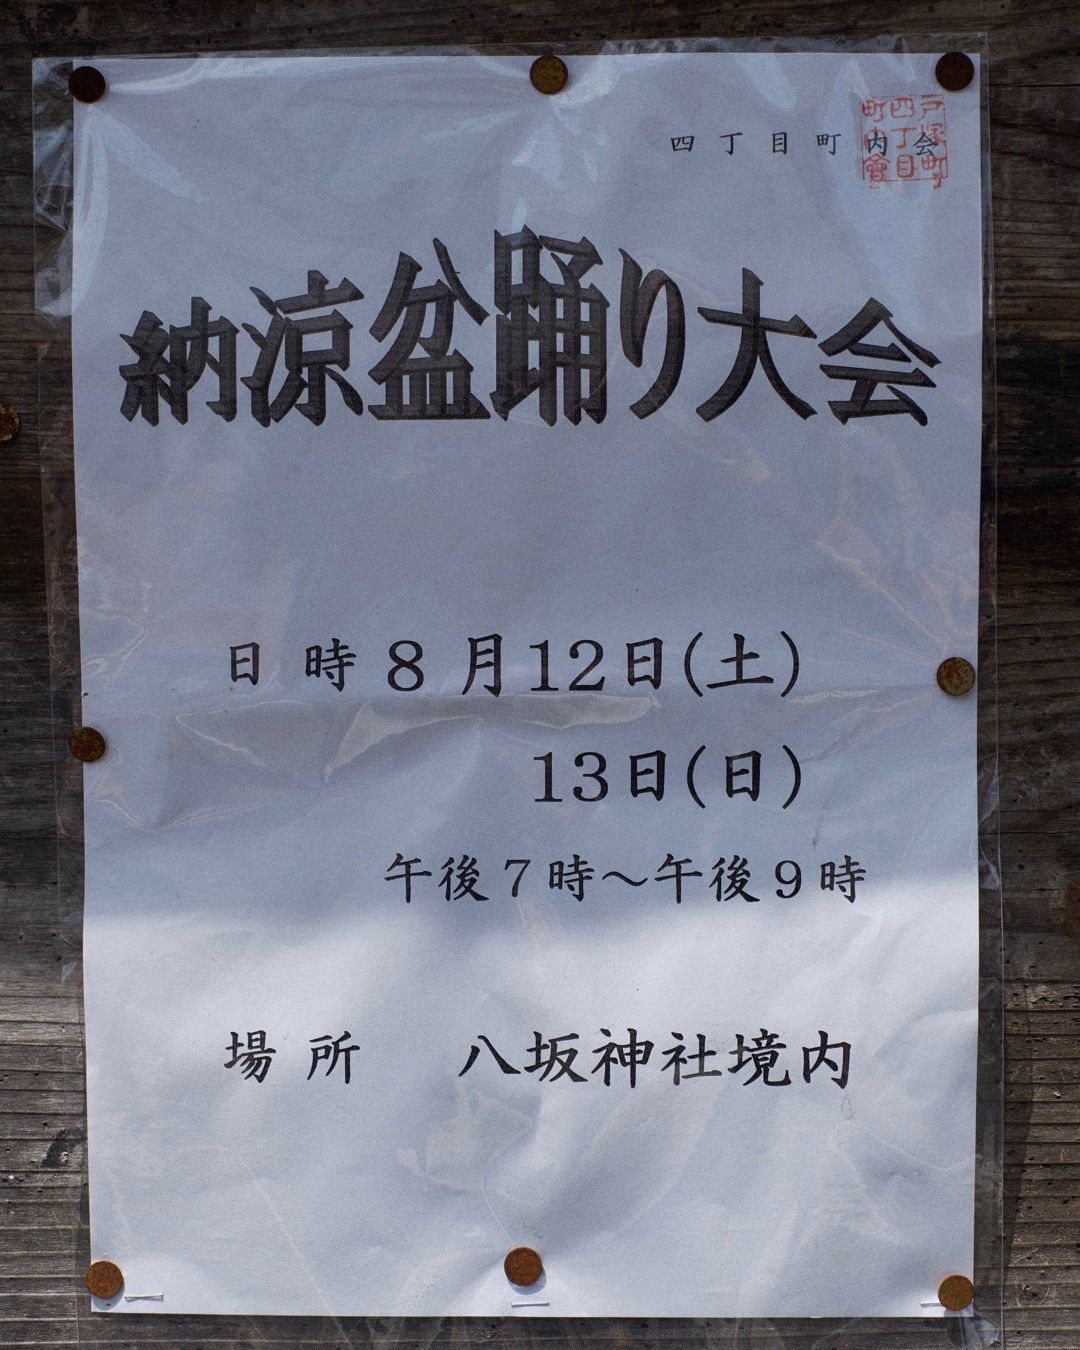 四丁目町内会
戸塚町
四丁目
町内會
納涼盆踊り大会
日時 8月12日(土)
13日(日)
午後7時～午後9時
場所 八坂神社境内